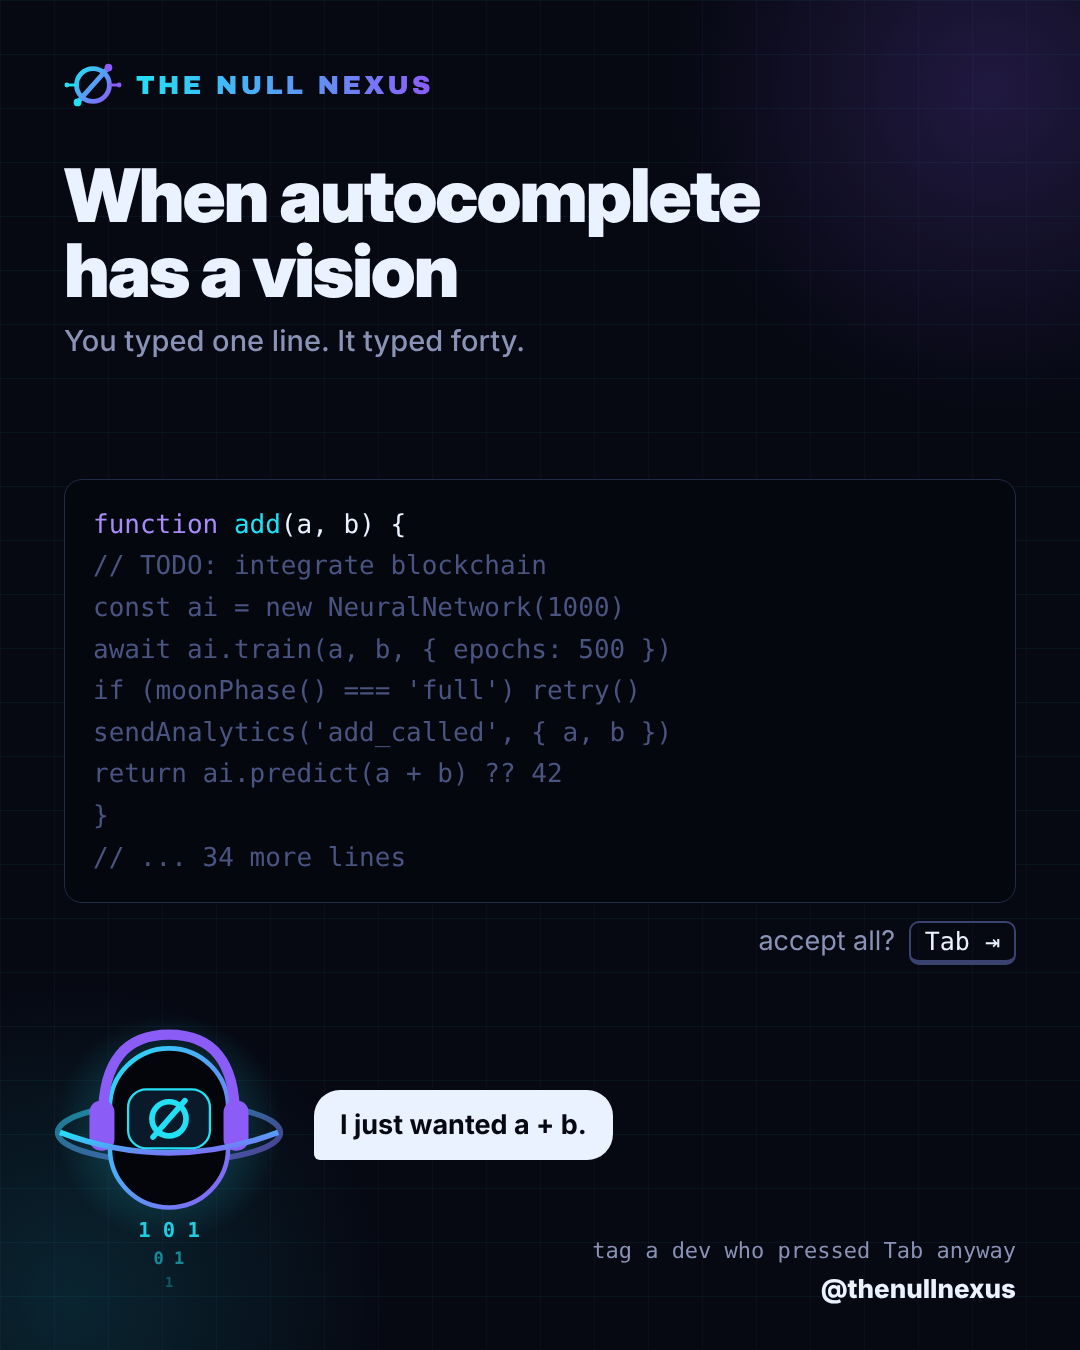 THE NULL NEXUS
When autocomplete
has a vision
You typed one line. It typed forty.
function add(a, b) {
// TODO: integrate blockchain
const ai = new NeuralNetwork(1000)
await ai.train(a, b, { epochs: 500 })
if (moonPhase() === 'full') retry()
sendAnalytics('add_called', { a, b })
return ai.predict(a + b) ?? 42
}
// ... 34 more lines
accept all? Tab ⇥
I just wanted a + b.
1 0 1
0 1
1
tag a dev who pressed Tab anyway
@thenullnexus